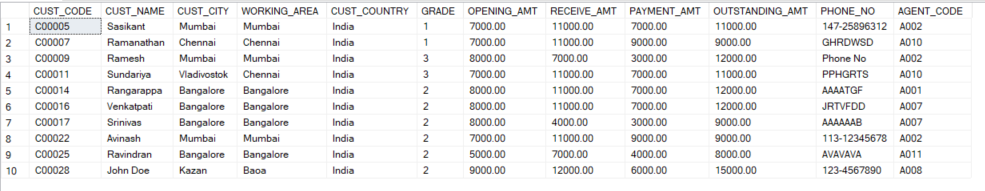 CUST_CODE CUST_NAME CUST_CITY WORKING_AREA CUST_COUNTRY GRADE OPENING_AMT RECEIVE_AMT PAYMENT_AMT OUTSTANDING_AMT PHONE_NO AGENT_CODE
1 C00005 Sasikant Mumbai Mumbai India 1 7000.00 11000.00 7000.00 11000.00 147-25896312 A002
2 C00007 Ramanathan Chennai Chennai India 1 7000.00 11000.00 9000.00 9000.00 GHRDWSD A010
3 C00009 Ramesh Mumbai Mumbai India 3 8000.00 7000.00 3000.00 12000.00 Phone No A002
4 C00011 Sundariya Vladivostok Chennai India 3 7000.00 11000.00 7000.00 11000.00 PPHGRTS A010
5 C00014 Rangarappa Bangalore Bangalore India 2 8000.00 11000.00 7000.00 12000.00 AAAATGF A001
6 C00016 Venkatpati Bangalore Bangalore India 2 8000.00 11000.00 7000.00 12000.00 JRTVFDD A007
7 C00017 Srinivas Bangalore Bangalore India 2 8000.00 4000.00 3000.00 9000.00 AAAAAAB A007
8 C00022 Avinash Mumbai Mumbai India 2 7000.00 11000.00 9000.00 9000.00 113-12345678 A002
9 C00025 Ravindran Bangalore Bangalore India 2 5000.00 7000.00 4000.00 8000.00 AVAVAVA A011
10 C00028 John Doe Kazan Baoa India 2 9000.00 12000.00 6000.00 15000.00 123-4567890 A008